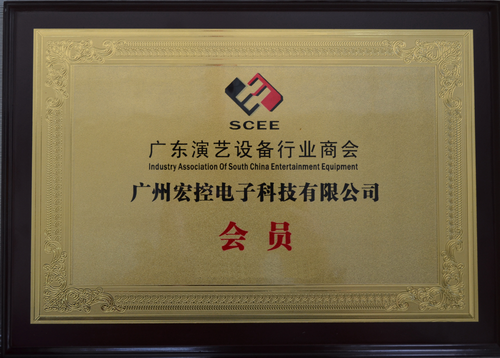 SCEE
广东演艺设备行业商会
Industry Association Of South China Entertainment Equipment
广州宏控电子科技有限公司
会员